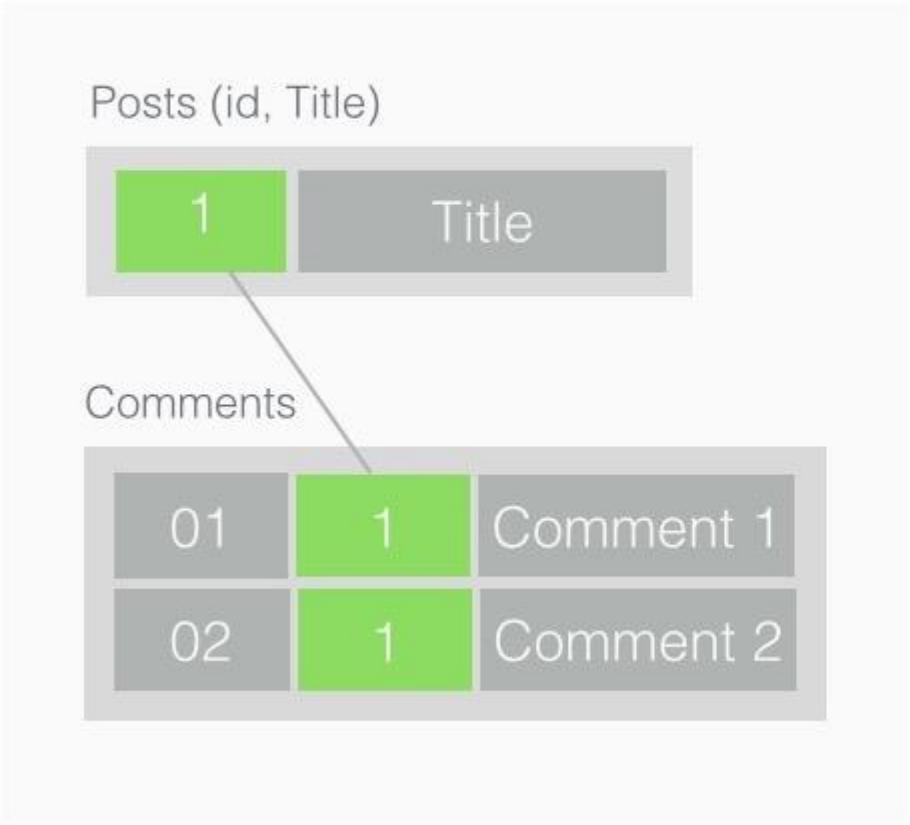 Posts (id, Title)
1 Title
Comments
01 1 Comment 1
02 1 Comment 2